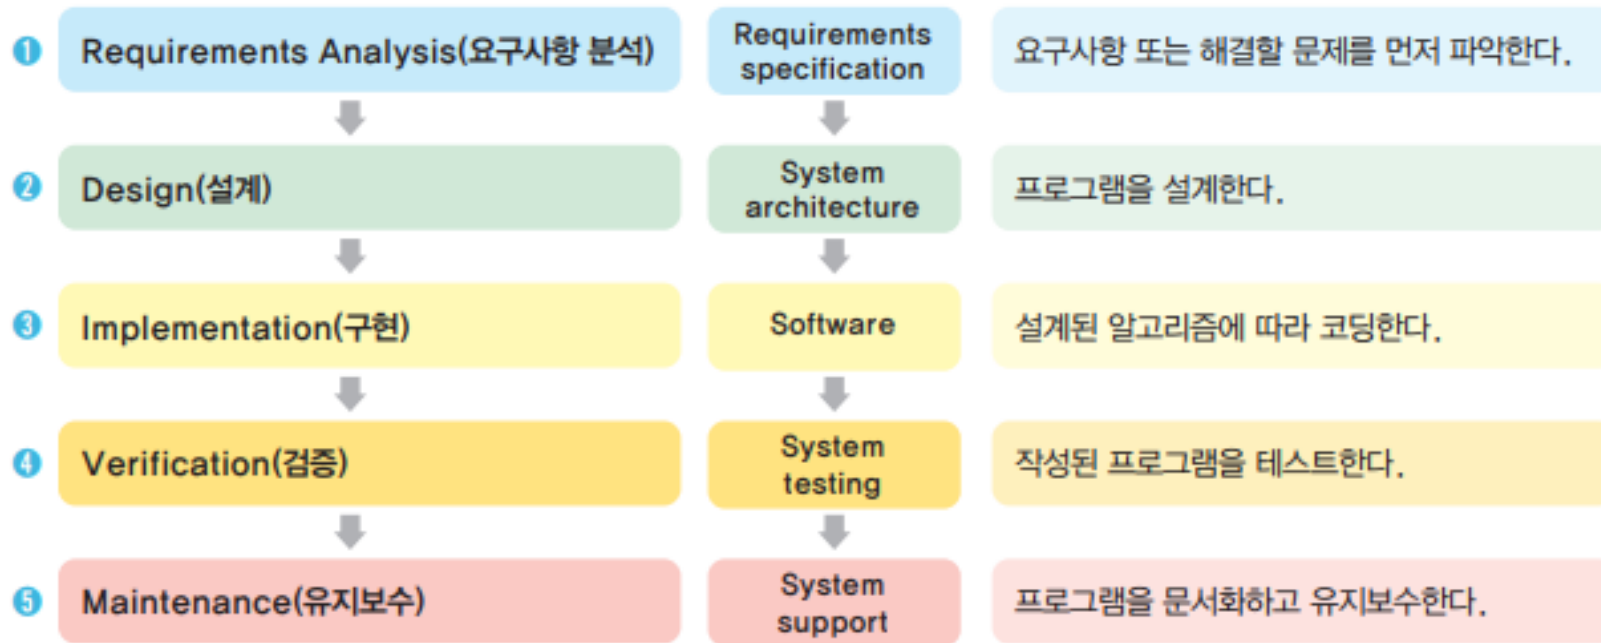 ❶ Requirements Analysis(요구사항 분석)
Requirements
specification
요구사항 또는 해결할 문제를 먼저 파악한다.
❷ Design(설계)
System
architecture
프로그램을 설계한다.
❸ Implementation(구현)
Software
설계된 알고리즘에 따라 코딩한다.
❹ Verification(검증)
System
testing
작성된 프로그램을 테스트한다.
❺ Maintenance(유지보수)
System
support
프로그램을 문서화하고 유지보수한다.